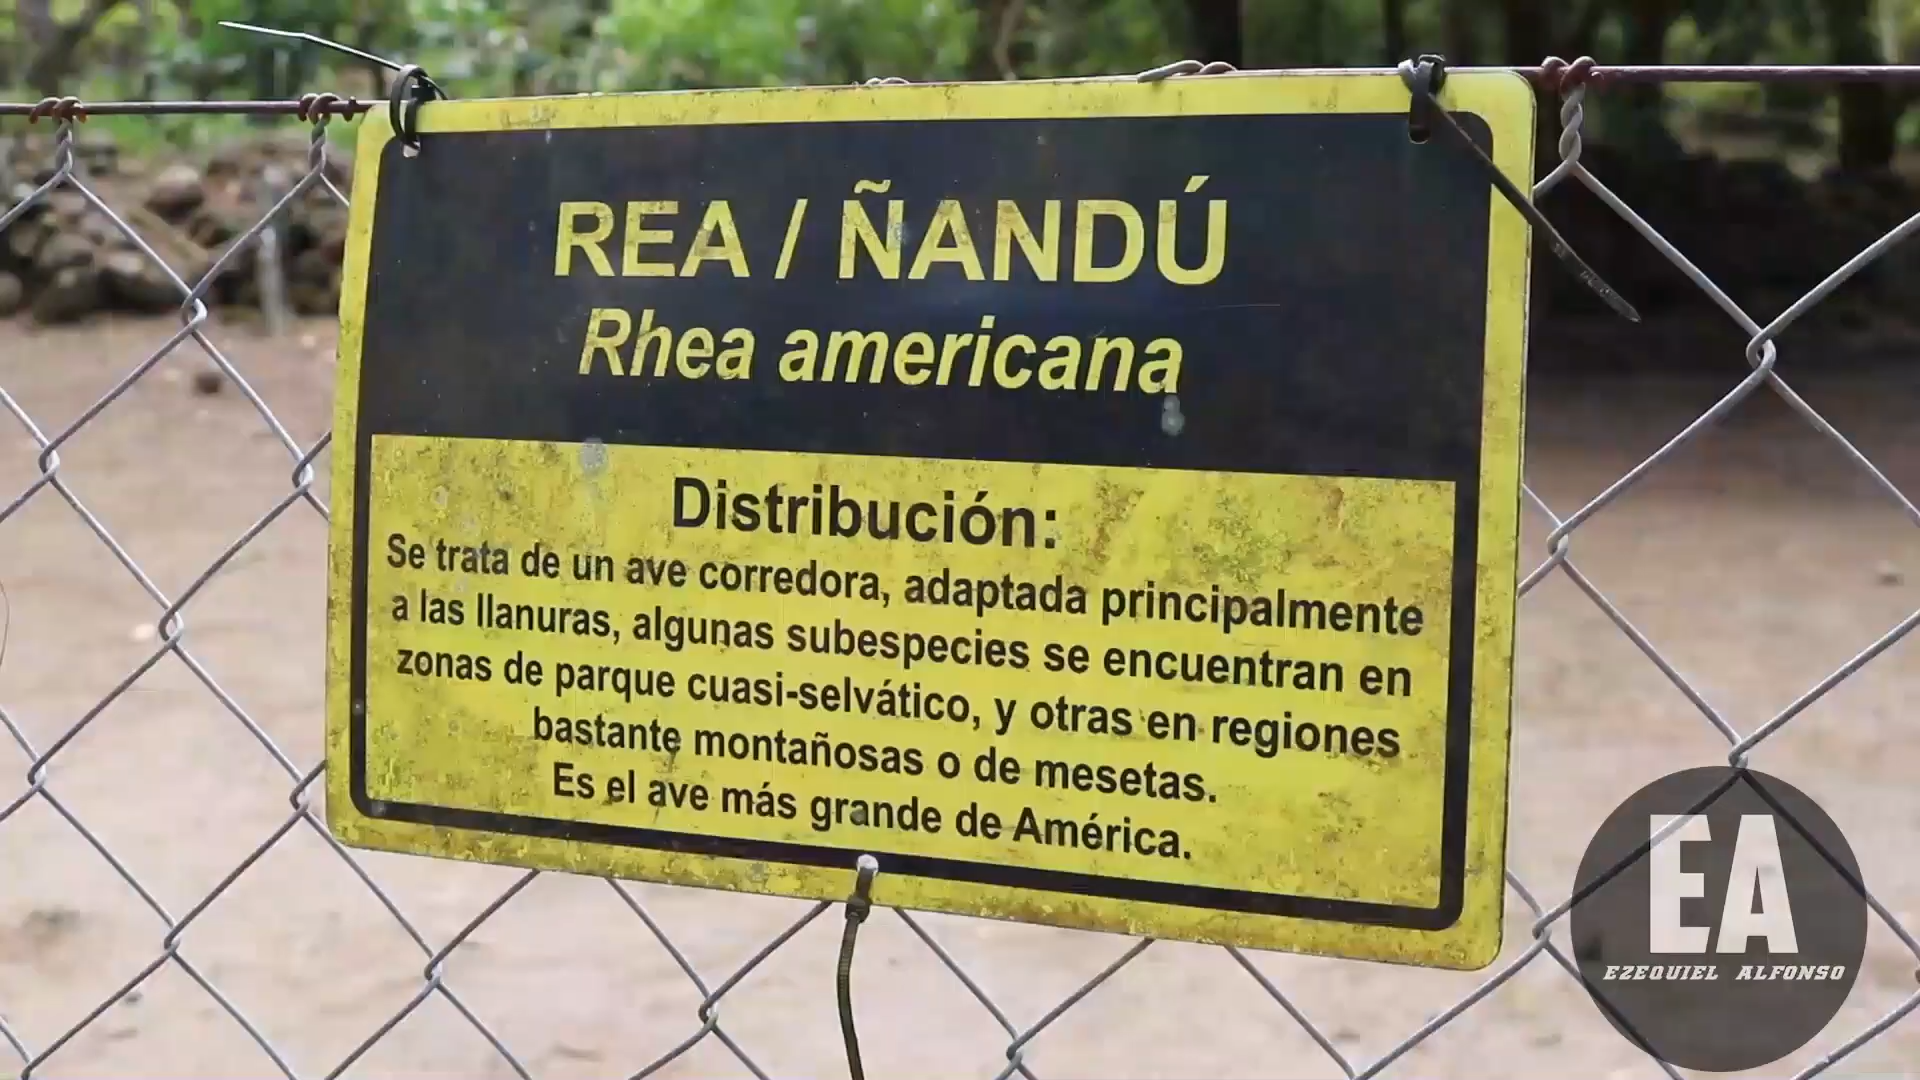 REA / ÑANDÚ
Rhea americana
Distribución:
Se trata de un ave corredora, adaptada principalmente
a las llanuras, algunas subespecies se encuentran en
zonas de parque cuasi-selvático, y otras en regiones
bastante montañosas o de mesetas.
Es el ave más grande de América.
EA
EZEQUIEL ALFONSO